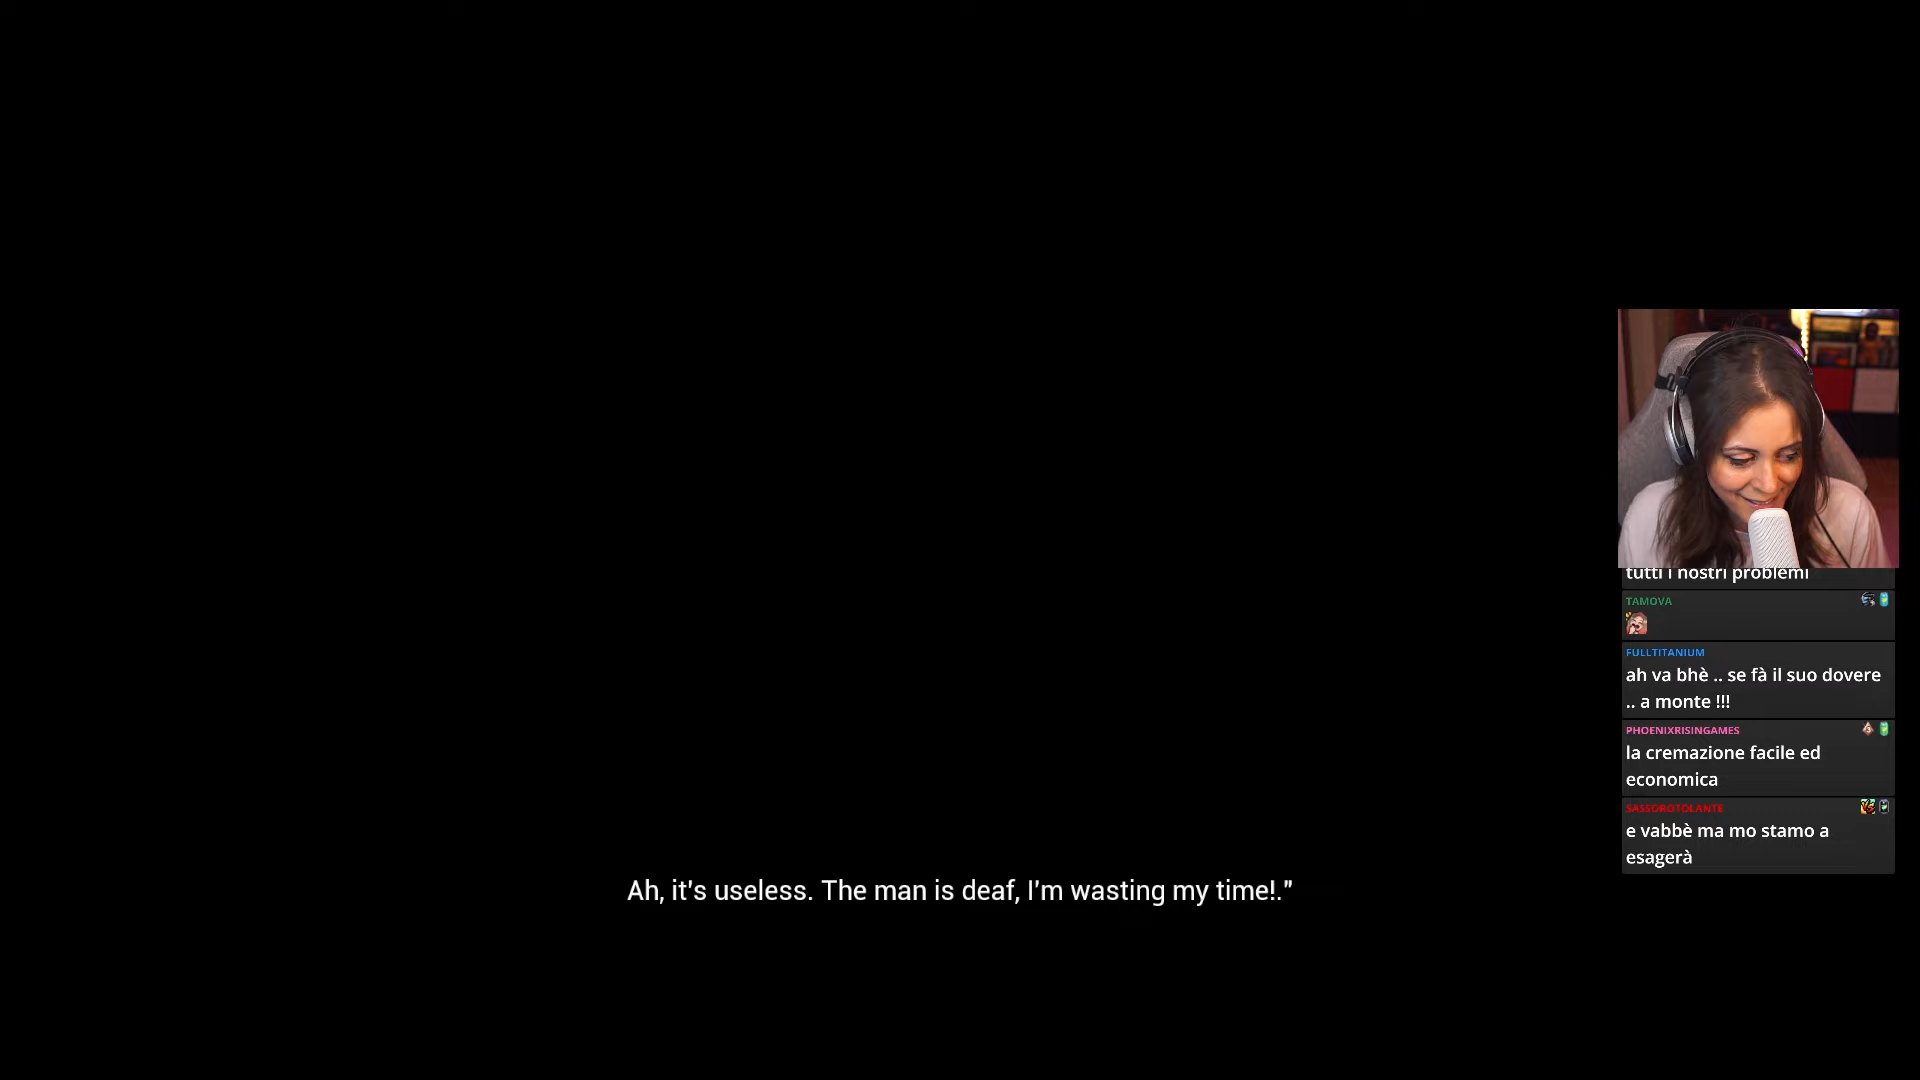 tutti i nostri problemi
TAMOVA
FULLTITANIUM
ah va bhè .. se fà il suo dovere
.. a monte !!!
PHOENIXRISINGAMES
la cremazione facile ed
economica
SASSOROTOLANTE
e vabbè ma mo stamo a
esagerà
Ah, it's useless. The man is deaf, I'm wasting my time!."